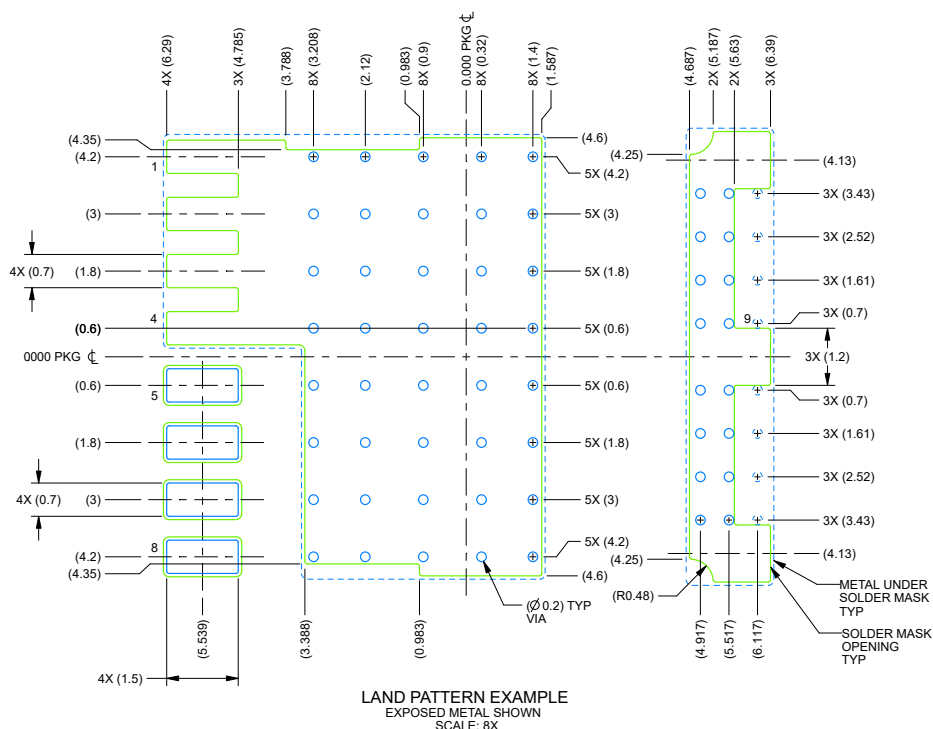 4X (6.29)
3X (4.785)
(3.788)
8X (3.208)
(2.12)
(0.983)
8X (0.9)
0.000 PKG ℄
8X (0.32)
8X (1.4)
(1.587)
(4.687)
2X (5.187)
2X (5.63)
3X (6.39)
(4.35)
(4.2)
1
(3)
4X (0.7)
(1.8)
4
(0.6)
0000 PKG ℄
(0.6)
5
(1.8)
4X (0.7)
(3)
8
(4.2)
(4.35)
(4.6)
5X (4.2)
5X (3)
5X (1.8)
5X (0.6)
5X (0.6)
5X (1.8)
5X (3)
5X (4.2)
(4.6)
(4.25)
(4.13)
3X (3.43)
3X (2.52)
3X (1.61)
9
3X (0.7)
3X (1.2)
3X (0.7)
3X (1.61)
3X (2.52)
3X (3.43)
(4.25)
(4.13)
(R0.48)
METAL UNDER
SOLDER MASK
TYP
SOLDER MASK
OPENING
TYP
(Ø 0.2) TYP
VIA
(5.539)
(3.388)
(0.983)
(4.917)
(5.517)
(6.117)
4X (1.5)
LAND PATTERN EXAMPLE
EXPOSED METAL SHOWN
SCALE: 8X